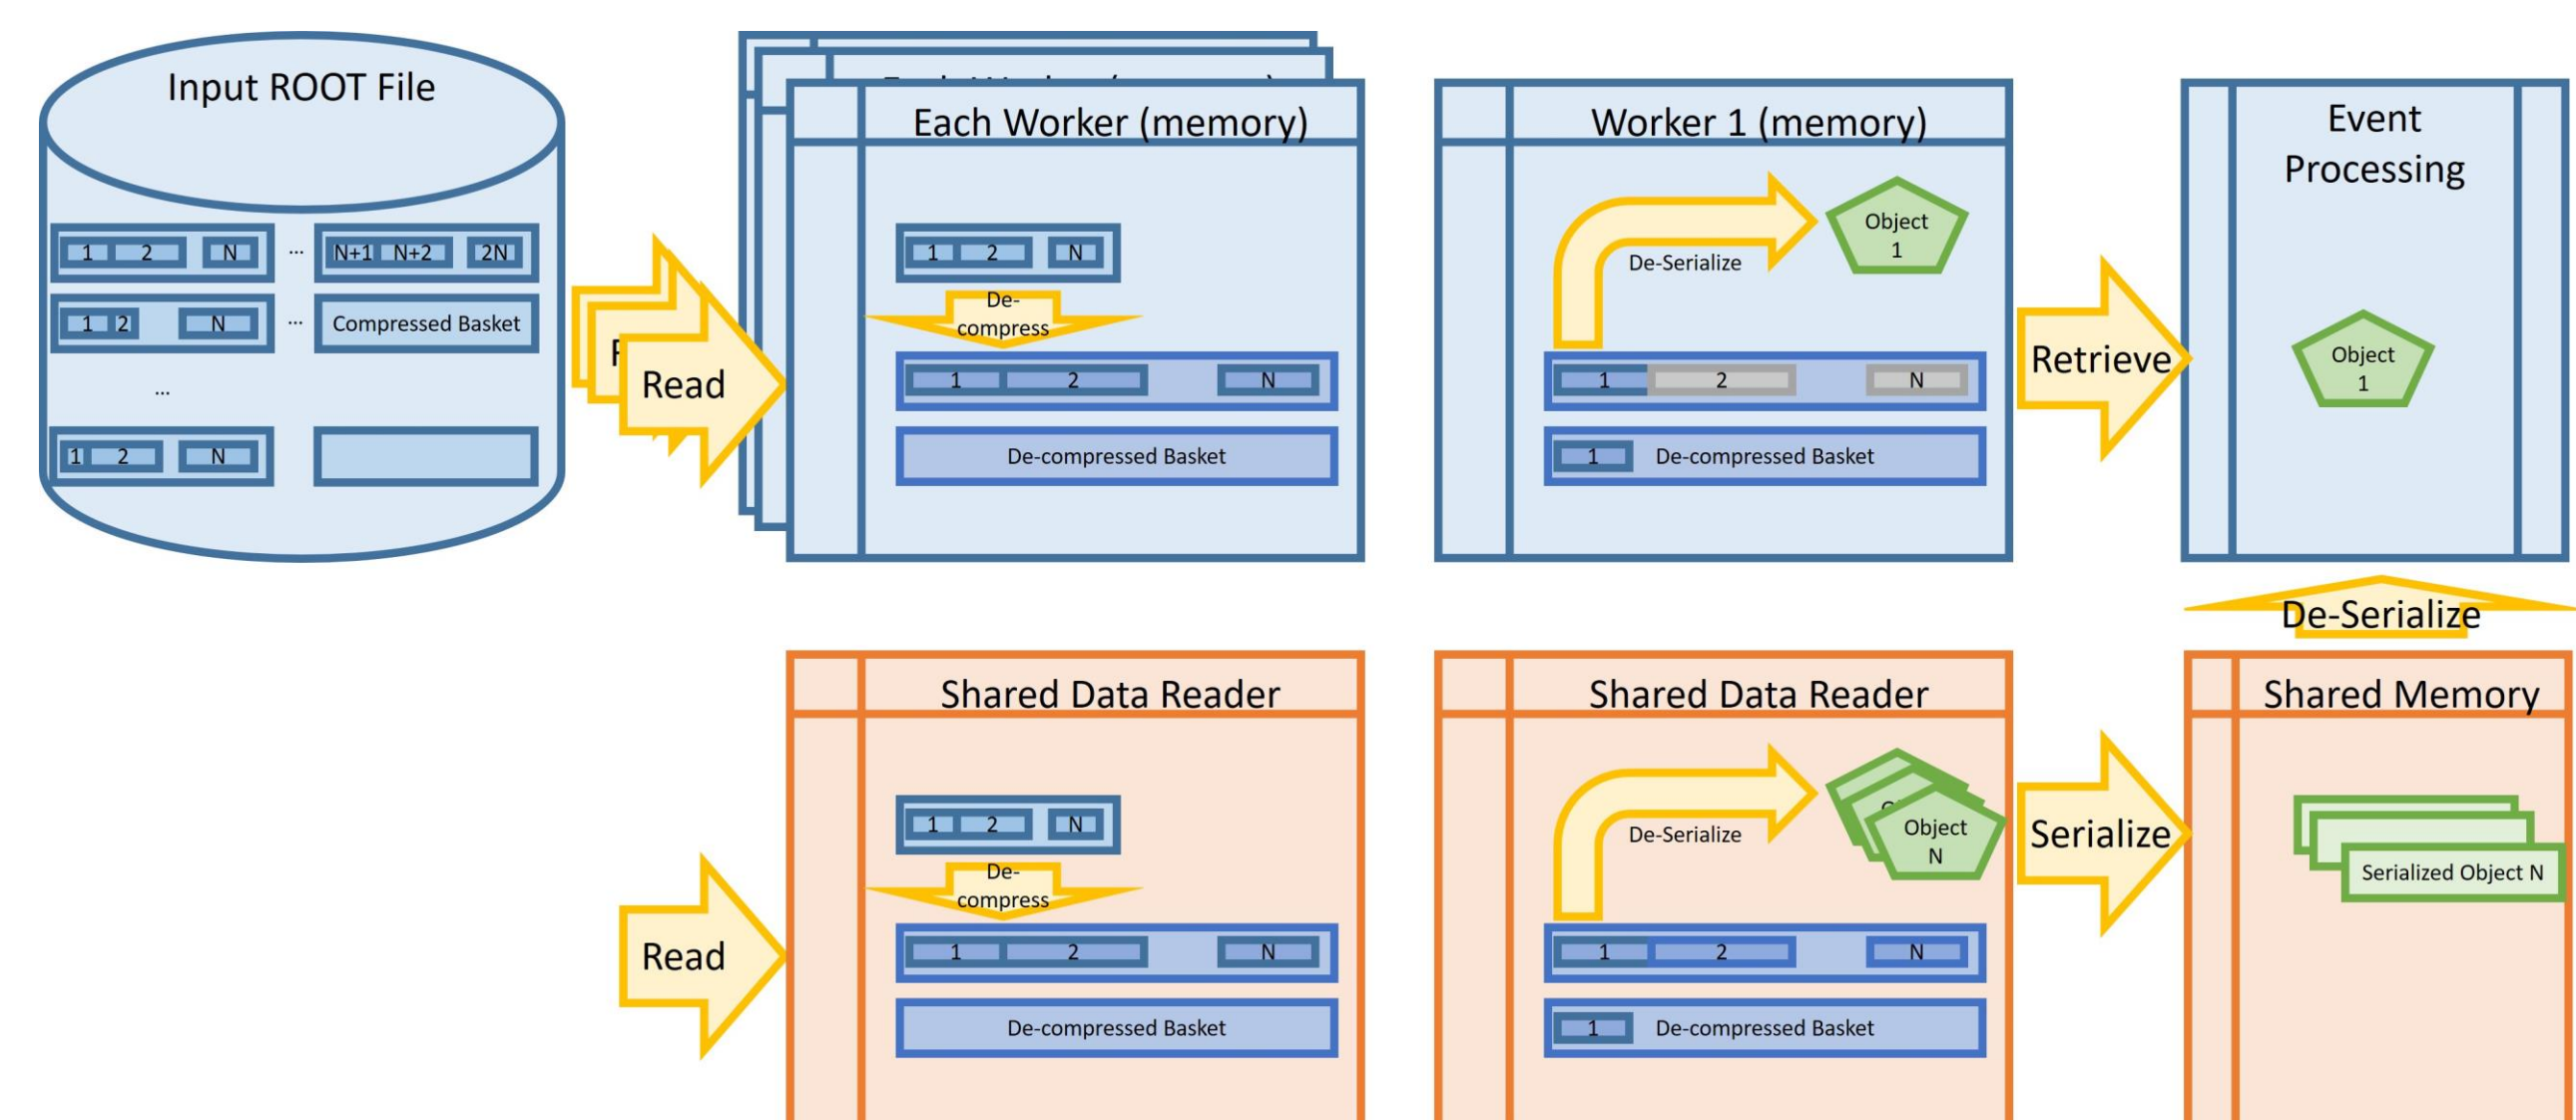 Input ROOT File
1 2 N ... N+1 N+2 2N
1 2 N ... Compressed Basket
...
1 2 N
Read
Each Worker (memory)
1 2 N
De-
compress
1 2 N
De-compressed Basket
Worker 1 (memory)
Object
1
De-Serialize
1 2 N
1 De-compressed Basket
Retrieve
Event
Processing
Object
1
De-Serialize
Read
Shared Data Reader
1 2 N
De-
compress
1 2 N
De-compressed Basket
Shared Data Reader
Object
N
De-Serialize
1 2 N
1 De-compressed Basket
Serialize
Shared Memory
Serialized Object N